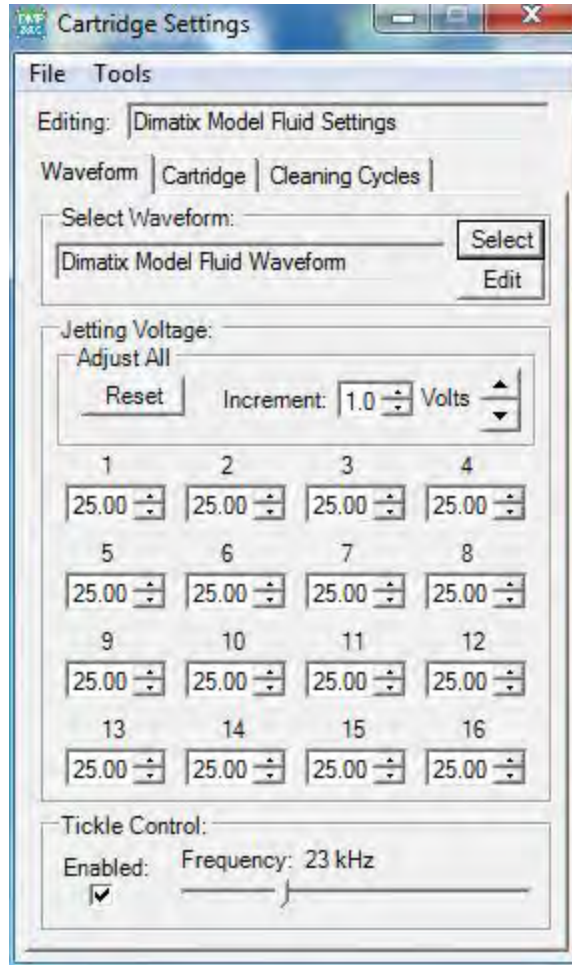 Cartridge Settings
File Tools
Editing: Dimatix Model Fluid Settings
Waveform Cartridge Cleaning Cycles
Select Waveform:
Select
Dimatix Model Fluid Waveform
Edit
Jetting Voltage:
Adjust All
Reset Increment: 1.0 Volts
1 2 3 4
25.00 25.00 25.00 25.00
5 6 7 8
25.00 25.00 25.00 25.00
9 10 11 12
25.00 25.00 25.00 25.00
13 14 15 16
25.00 25.00 25.00 25.00
Tickle Control:
Enabled: Frequency: 23 kHz